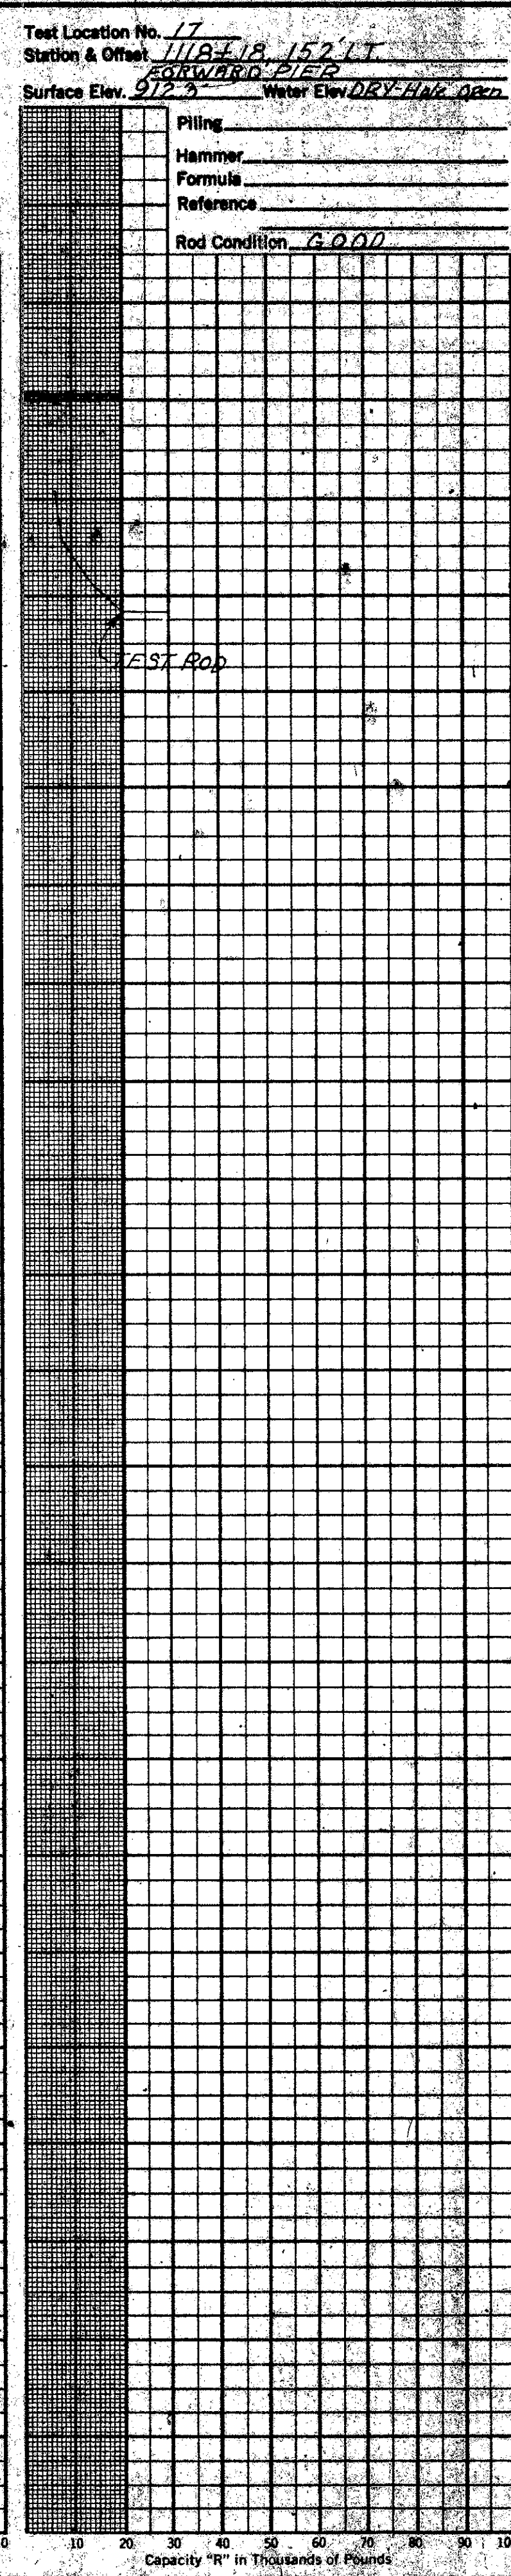 Test Location No. 17
Station & Offset 1118+18, 152' LT.
FORWARD PIER
Surface Elev. 912.3' Water Elev. DRY-Hole Open
Piling
Hammer
Formula
Reference
Rod Condition GOOD
TEST ROD
0 10 20 30 40 50 60 70 80 90 10
Capacity "R" in Thousands of Pounds